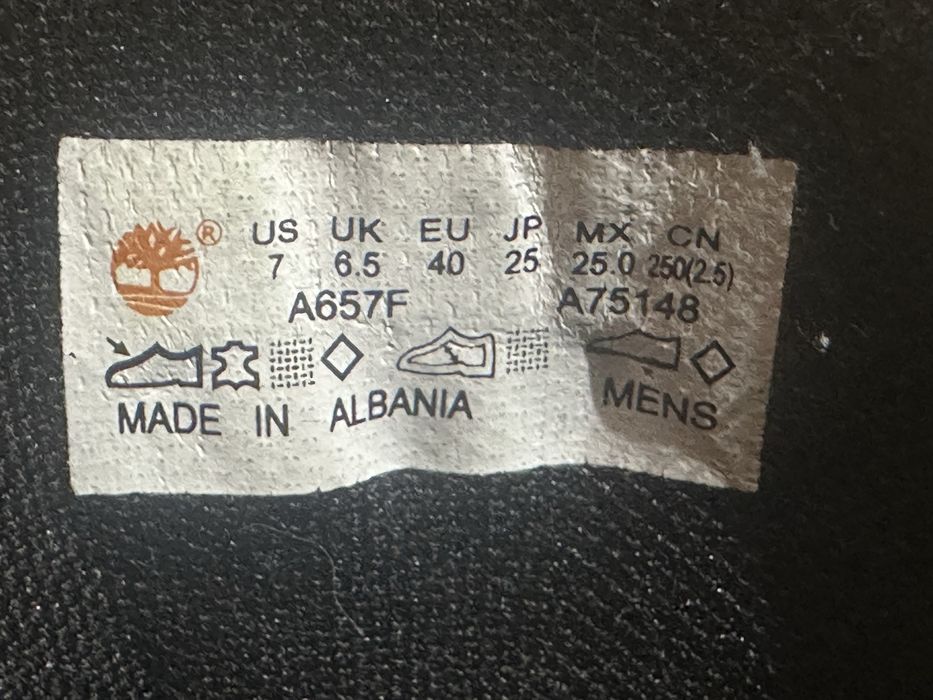 ® US UK EU JP MX CN
7 6.5 40 25 25.0 250(2.5)
A657F A75148
MADE IN ALBANIA MENS